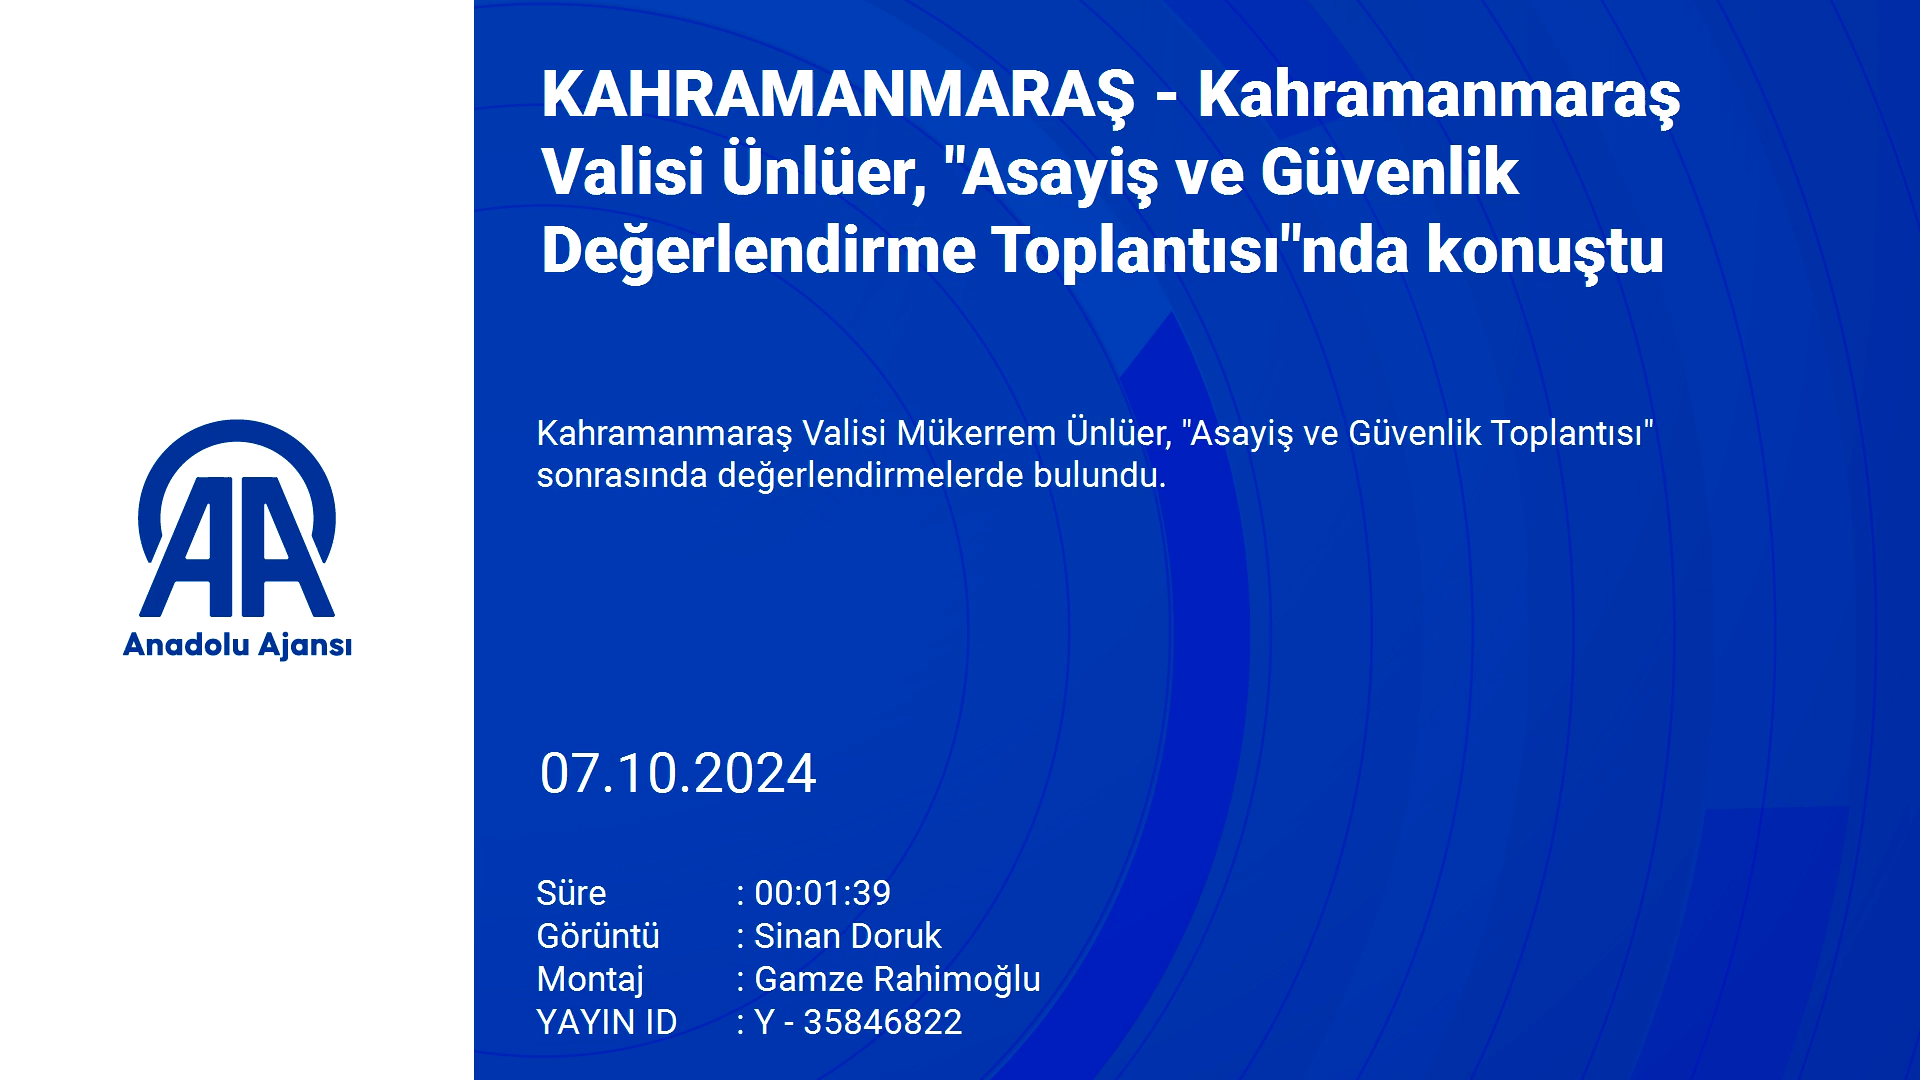 KAHRAMANMARAŞ - Kahramanmaraş
Valisi Ünlüer, "Asayiş ve Güvenlik
Değerlendirme Toplantısı"nda konuştu
Kahramanmaraş Valisi Mükerrem Ünlüer, "Asayiş ve Güvenlik Toplantısı"
sonrasında değerlendirmelerde bulundu.
AA
Anadolu Ajansı
07.10.2024
Süre : 00:01:39
Görüntü : Sinan Doruk
Montaj : Gamze Rahimoğlu
YAYIN ID : Y - 35846822